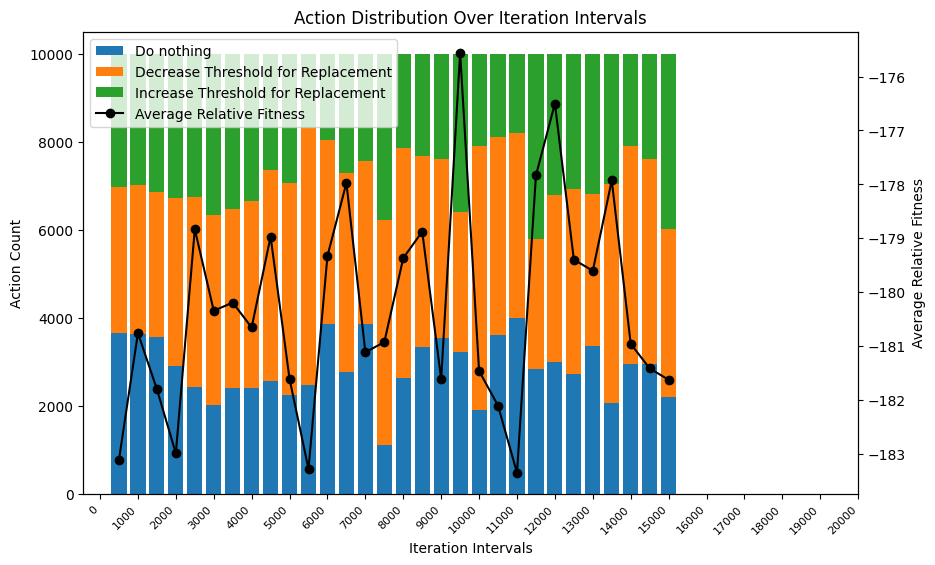 Action Distribution Over Iteration Intervals
Do nothing
Decrease Threshold for Replacement
Increase Threshold for Replacement
Average Relative Fitness
Action Count
10000
8000
6000
4000
2000
0
−176
−177
−178
−179
−180
−181
−182
−183
Average Relative Fitness
0 1000 2000 3000 4000 5000 6000 7000 8000 9000 10000 11000 12000 13000 14000 15000 16000 17000 18000 19000 20000
Iteration Intervals